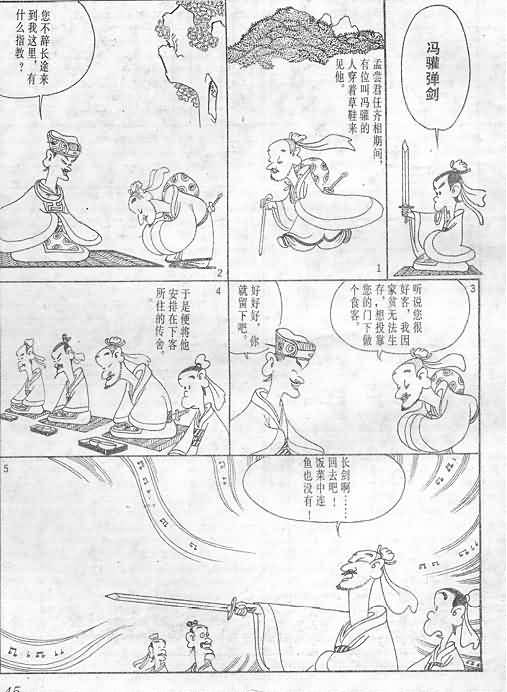 冯驩弹剑
孟尝君任齐相期间，
有位叫冯驩的
人穿着草鞋来
见他。
1
您不辞长途来
到我这里，有
什么指教？
2
听说您很
好客，我因
家贫无法生
存，想投靠
您的门下做
个食客。
3
好好好，你
就留下吧。
于是便将他
安排在下客
所住的传舍。
4
长剑啊……
回去吧！
饭菜中连
鱼也没有！
5
45